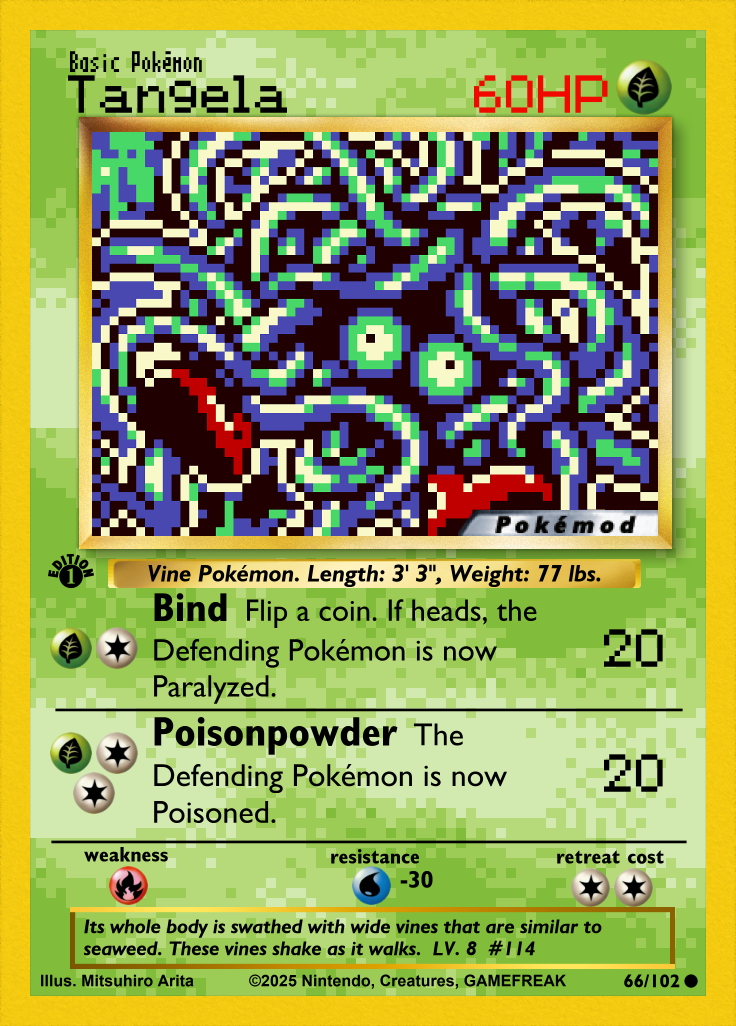 Basic Pokémon
Tangela 60HP
Pokémod
EDITION
1
Vine Pokémon. Length: 3' 3", Weight: 77 lbs.
Bind Flip a coin. If heads, the
Defending Pokémon is now
Paralyzed.
20
Poisonpowder The
Defending Pokémon is now
Poisoned.
20
weakness resistance retreat cost
-30
Its whole body is swathed with wide vines that are similar to
seaweed. These vines shake as it walks. LV. 8 #114
Illus. Mitsuhiro Arita ©2025 Nintendo, Creatures, GAMEFREAK 66/102